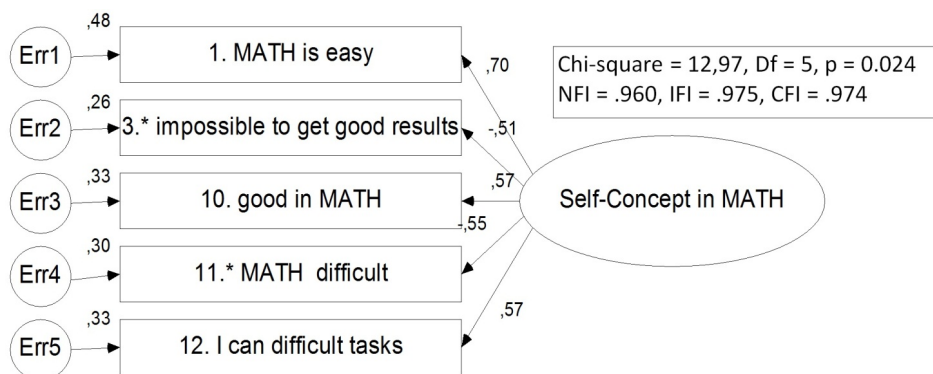 ,48
Err1
1. MATH is easy
,70
Chi-square = 12,97, Df = 5, p = 0.024
NFI = .960, IFI = .975, CFI = .974
,26
Err2
3.* impossible to get good results
-,51
,33
Err3
10. good in MATH
,57
Self-Concept in MATH
-,55
,30
Err4
11.* MATH difficult
,33
Err5
12. I can difficult tasks
,57